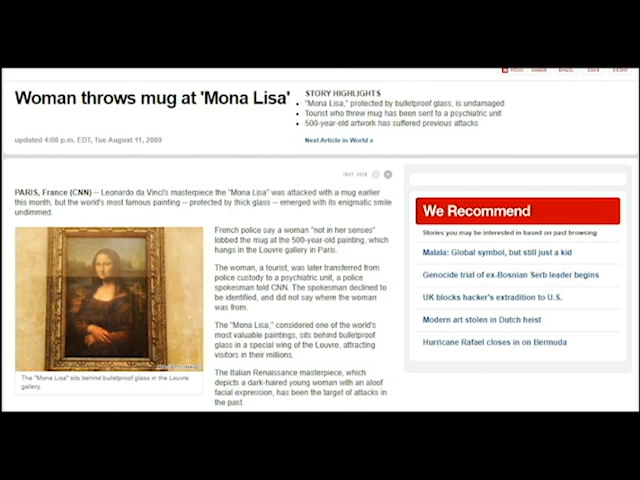 SHARE EMAIL SAVE PRINT
Woman throws mug at 'Mona Lisa'
STORY HIGHLIGHTS
"Mona Lisa," protected by bulletproof glass, is undamaged
Tourist who threw mug has been sent to a psychiatric unit
500-year-old artwork has suffered previous attacks
updated 4:08 p.m. EDT, Tue August 11, 2009
Next Article in World »
TEXT SIZE
PARIS, France (CNN) -- Leonardo da Vinci's masterpiece the "Mona Lisa" was attacked with a mug earlier
this month, but the world's most famous painting -- protected by thick glass -- emerged with its enigmatic smile
undimmed.
The "Mona Lisa" sits behind bulletproof glass in the Louvre
gallery.
French police say a woman "not in her senses"
lobbed the mug at the 500-year-old painting, which
hangs in the Louvre gallery in Paris.
The woman, a tourist, was later transferred from
police custody to a psychiatric unit, a police
spokesman told CNN. The spokesman declined to
be identified, and did not say where the woman
was from.
The "Mona Lisa," considered one of the world's
most valuable paintings, sits behind bulletproof
glass in a special wing of the Louvre, attracting
visitors in their millions.
The Italian Renaissance masterpiece, which
depicts a dark-haired young woman with an aloof
facial expression, has been the target of attacks in
the past.
We Recommend
Stories you may be interested in based on past browsing
Malala: Global symbol, but still just a kid
Genocide trial of ex-Bosnian Serb leader begins
UK blocks hacker's extradition to U.S.
Modern art stolen in Dutch heist
Hurricane Rafael closes in on Bermuda